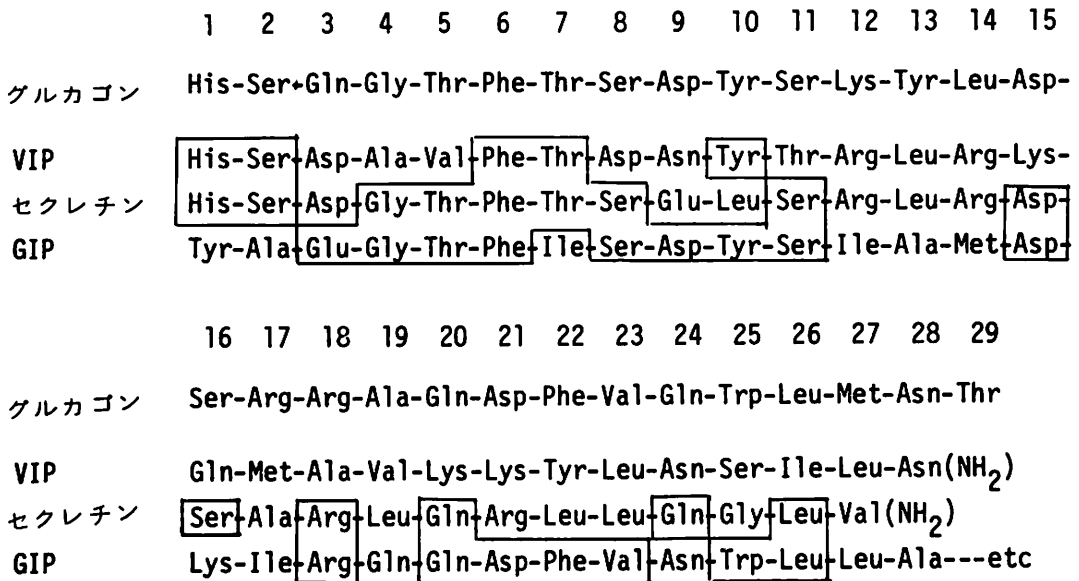 1 2 3 4 5 6 7 8 9 10 11 12 13 14 15
グルカゴン His-Ser-Gln-Gly-Thr-Phe-Thr-Ser-Asp-Tyr-Ser-Lys-Tyr-Leu-Asp-
VIP His-Ser-Asp-Ala-Val-Phe-Thr-Asp-Asn-Tyr-Thr-Arg-Leu-Arg-Lys-
セクレチン His-Ser-Asp-Gly-Thr-Phe-Thr-Ser-Glu-Leu-Ser-Arg-Leu-Arg-Asp-
GIP Tyr-Ala-Glu-Gly-Thr-Phe-Ile-Ser-Asp-Tyr-Ser-Ile-Ala-Met-Asp-
16 17 18 19 20 21 22 23 24 25 26 27 28 29
グルカゴン Ser-Arg-Arg-Ala-Gln-Asp-Phe-Val-Gln-Trp-Leu-Met-Asn-Thr
VIP Gln-Met-Ala-Val-Lys-Lys-Tyr-Leu-Asn-Ser-Ile-Leu-Asn(NH2)
セクレチン Ser-Ala-Arg-Leu-Gln-Arg-Leu-Leu-Gln-Gly-Leu-Val(NH2)
GIP Lys-Ile-Arg-Gln-Gln-Asp-Phe-Val-Asn-Trp-Leu-Leu-Ala---etc